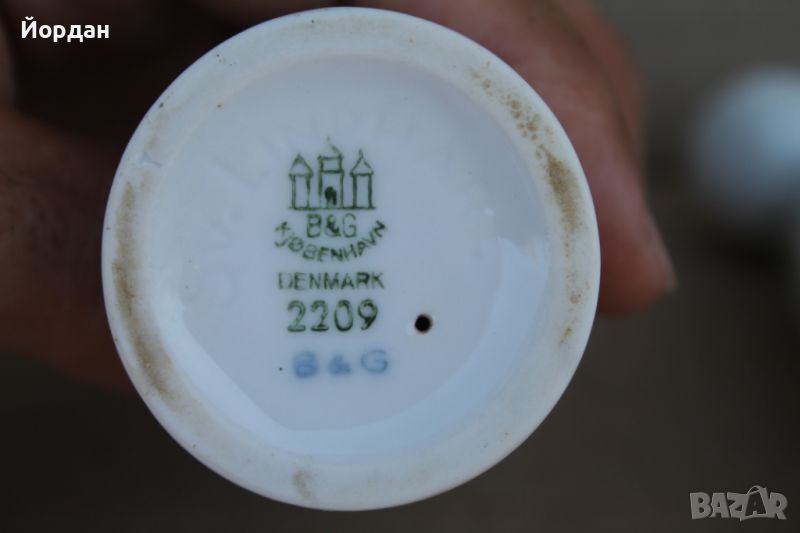 Йордан
B&G
KJØBENHAVN
DENMARK
2209
B & G
BAZAR